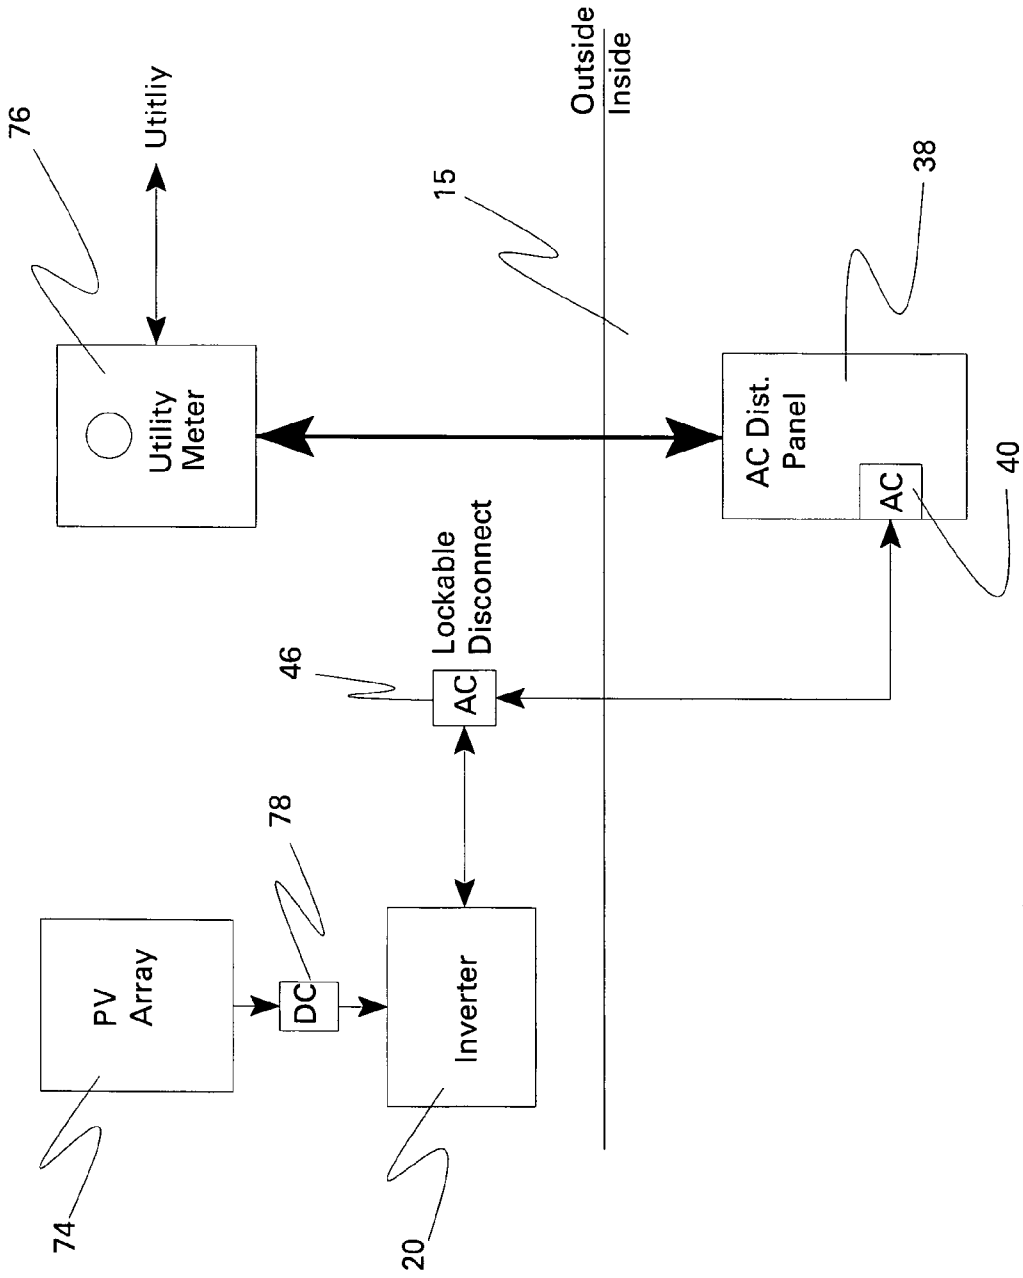 74
PV
Array
DC
78
20
Inverter
46
AC
Lockable
Disconnect
76
Utility
Meter
Utitliy
15
Outside
Inside
AC Dist.
Panel
AC
38
40